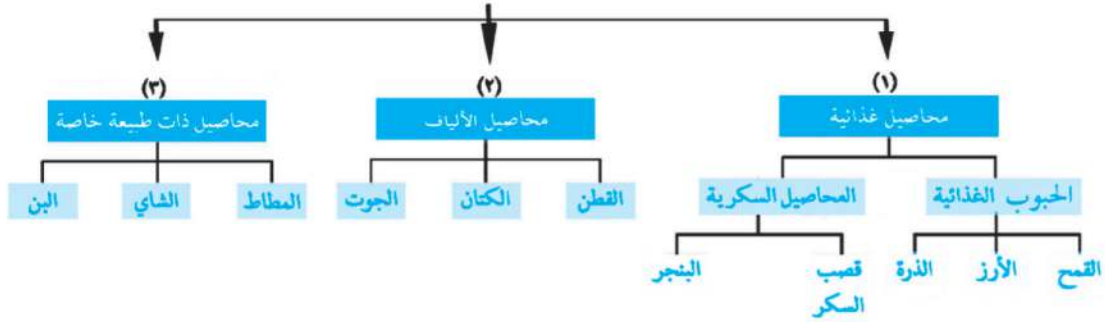 (١)
(٢)
(٣)
محاصيل غذائية
محاصيل الألياف
محاصيل ذات طبيعة خاصة
الحبوب الغذائية
المحاصيل السكرية
القطن
الكتان
الجوت
المطاط
الشاي
البن
القمح
الأرز
الذرة
قصب
السكر
البنجر